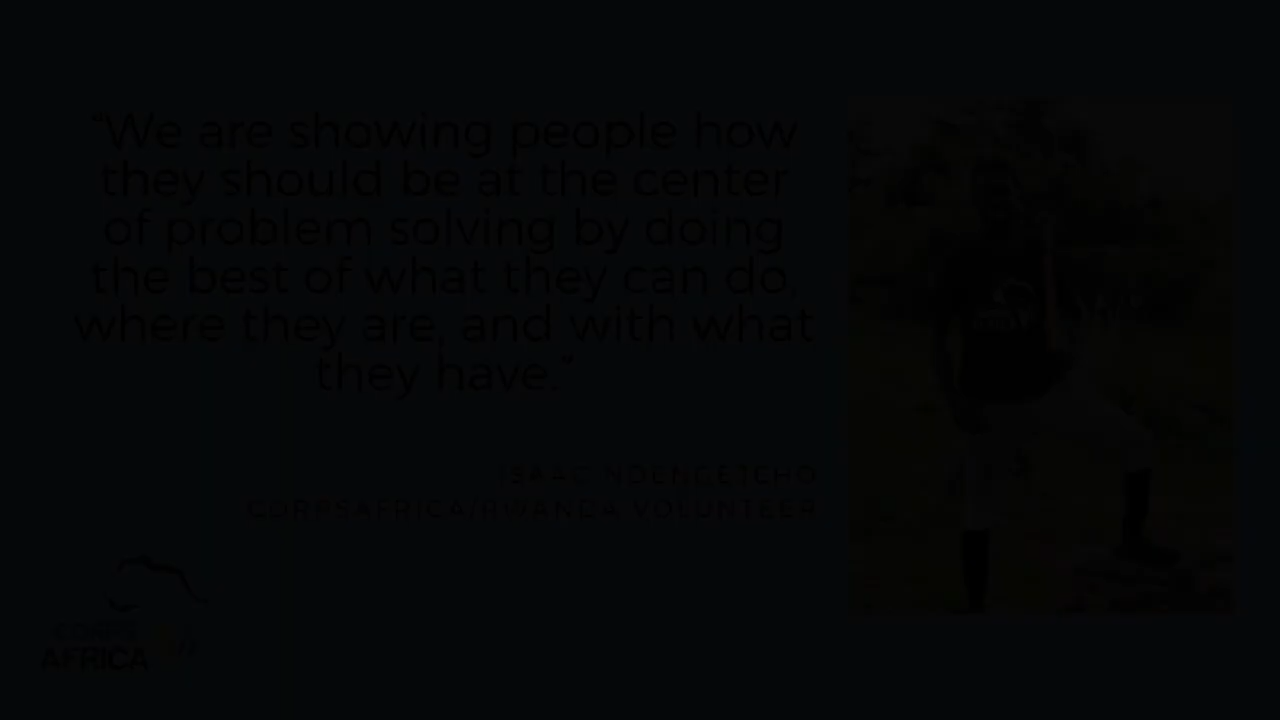 "We are showing people how
they should be at the center
of problem solving by doing
the best of what they can do,
where they are, and with what
they have."
ISAAC NDENGETCHO
CORPSAFRICA/RWANDA VOLUNTEER
CORPS
AFRICA